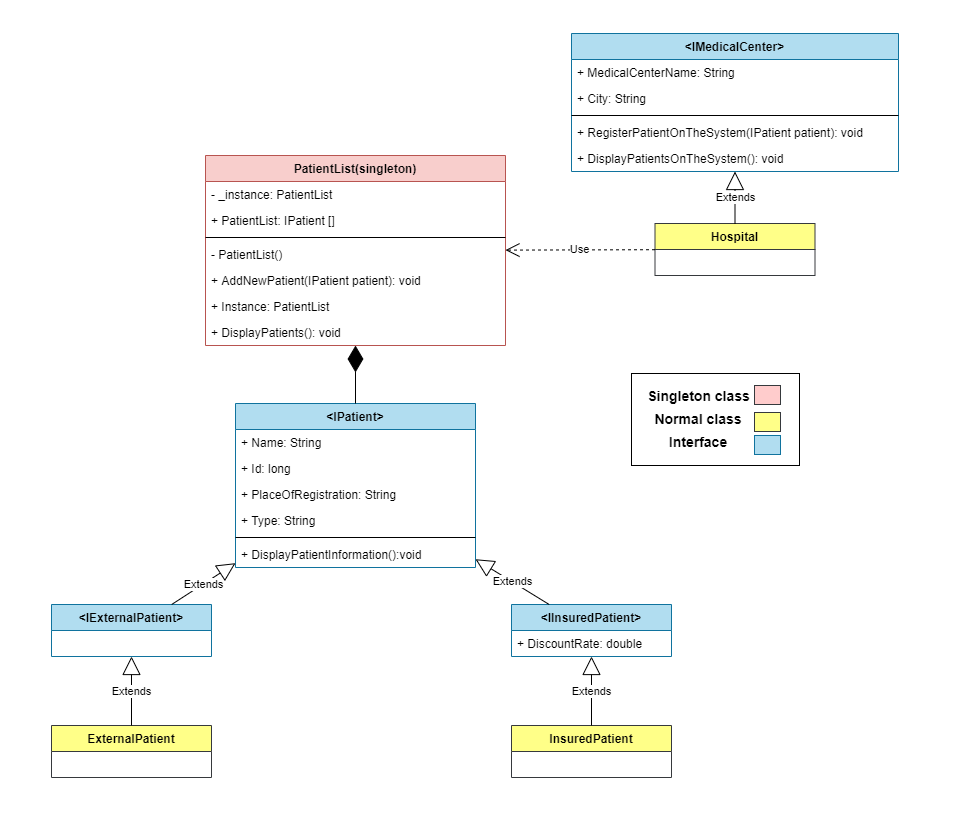 <IMedicalCenter>
+ MedicalCenterName: String
+ City: String
+ RegisterPatientOnTheSystem(IPatient patient): void
+ DisplayPatientsOnTheSystem(): void
Extends
Hospital
PatientList(singleton)
- _instance: PatientList
+ PatientList: IPatient []
- PatientList()
+ AddNewPatient(IPatient patient): void
+ Instance: PatientList
+ DisplayPatients(): void
Use
<IPatient>
+ Name: String
+ Id: long
+ PlaceOfRegistration: String
+ Type: String
+ DisplayPatientInformation():void
Singleton class
Normal class
Interface
Extends
Extends
<IExternalPatient>
<IInsuredPatient>
+ DiscountRate: double
Extends
Extends
ExternalPatient
InsuredPatient